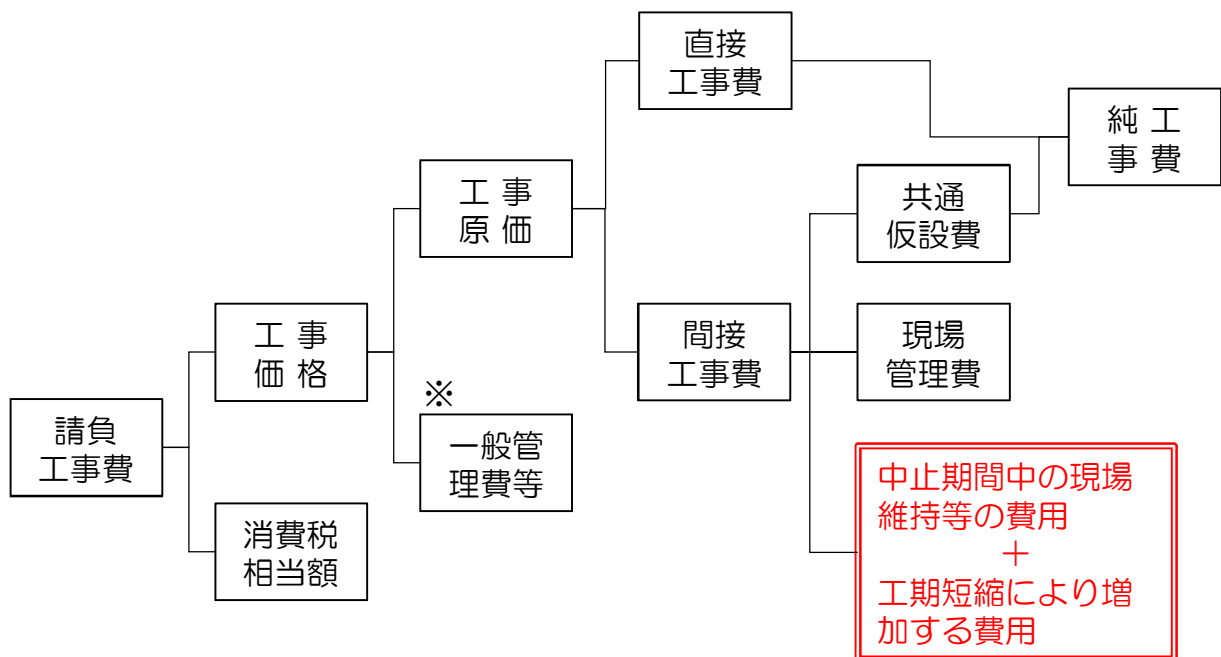 直接
工事費
純 工
事 費
工 事
原 価
共通
仮設費
工 事
価 格
間接
工事費
現場
管理費
※
請負
工事費
一般管
理費等
消費税
相当額
中止期間中の現場
維持等の費用
＋
工期短縮により増
加する費用